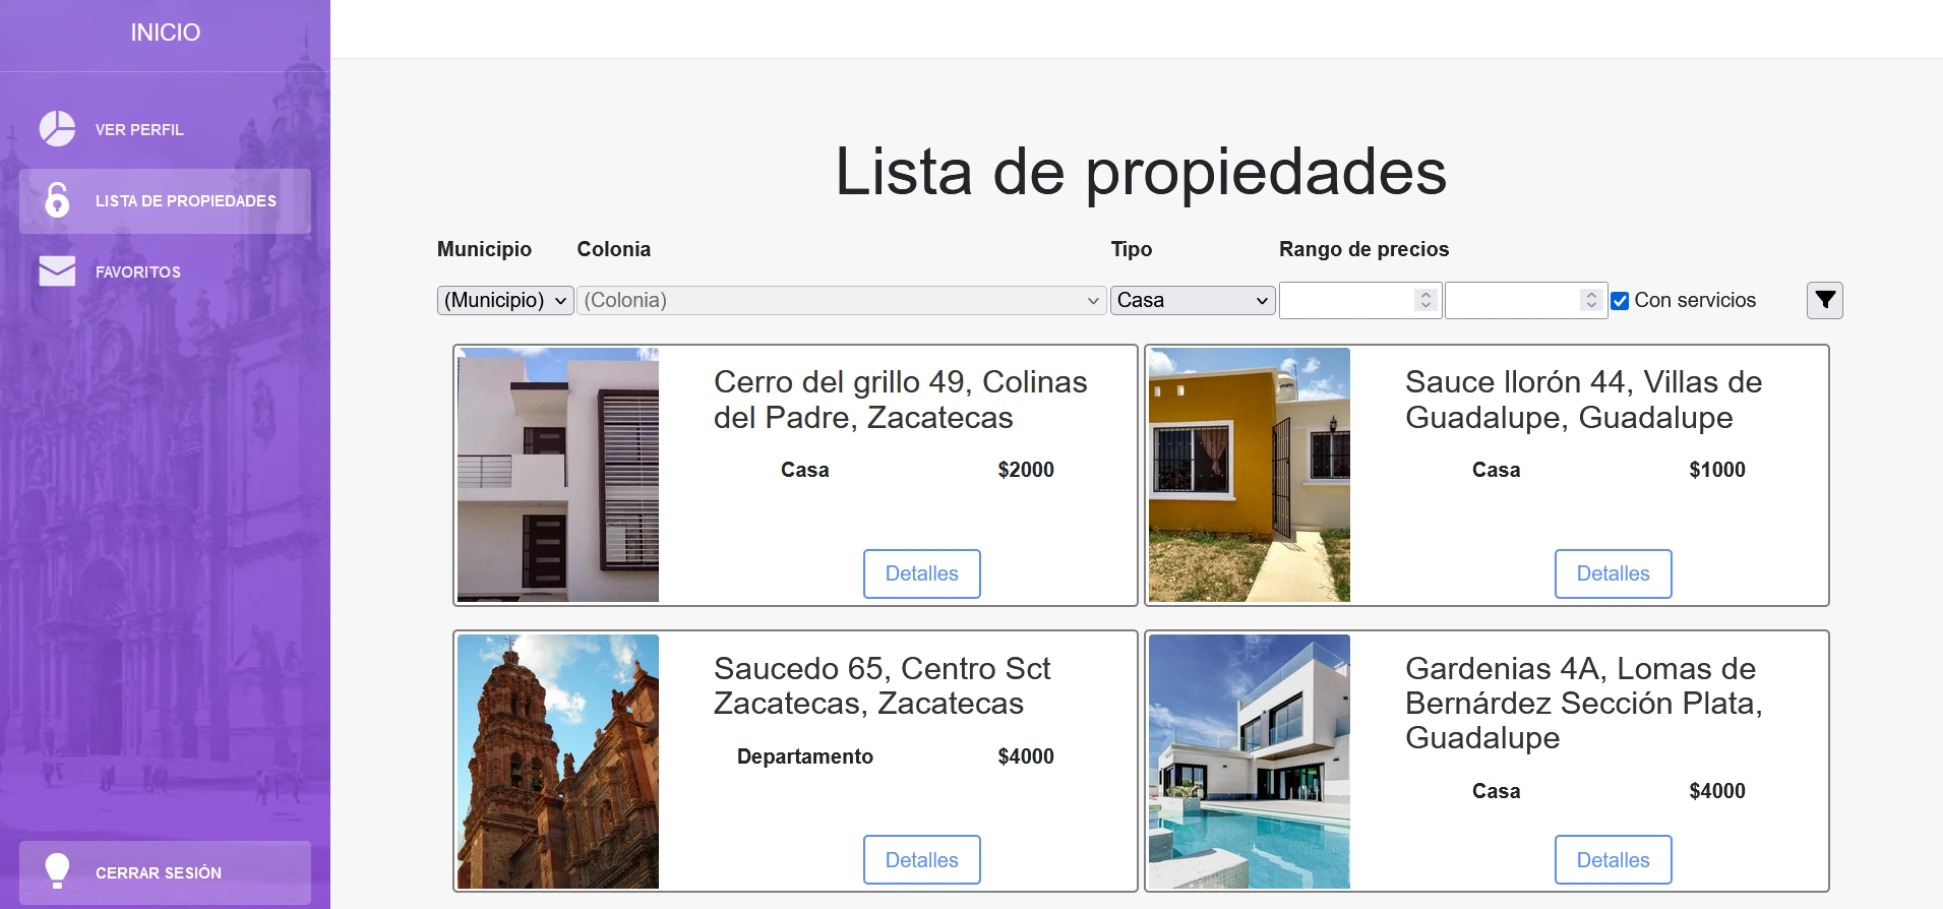 INICIO
VER PERFIL
LISTA DE PROPIEDADES
FAVORITOS
CERRAR SESIÓN
Lista de propiedades
Municipio Colonia Tipo Rango de precios
(Municipio) (Colonia) Casa Con servicios
Cerro del grillo 49, Colinas
del Padre, Zacatecas
Casa $2000
Detalles
Sauce llorón 44, Villas de
Guadalupe, Guadalupe
Casa $1000
Detalles
Saucedo 65, Centro Sct
Zacatecas, Zacatecas
Departamento $4000
Detalles
Gardenias 4A, Lomas de
Bernárdez Sección Plata,
Guadalupe
Casa $4000
Detalles